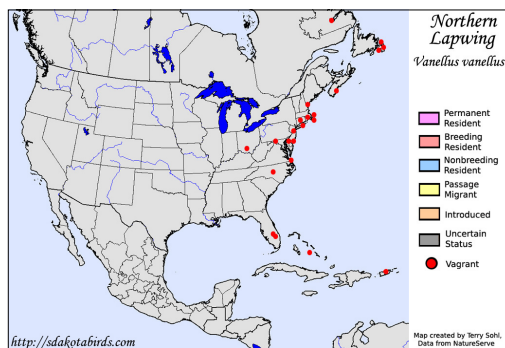 Northern
Lapwing
Vanellus vanellus
Permanent
Resident
Breeding
Resident
Nonbreeding
Resident
Passage
Migrant
Introduced
Uncertain
Status
Vagrant
http://sdakotabirds.com
Map created by Terry Sohl,
Data from NatureServe